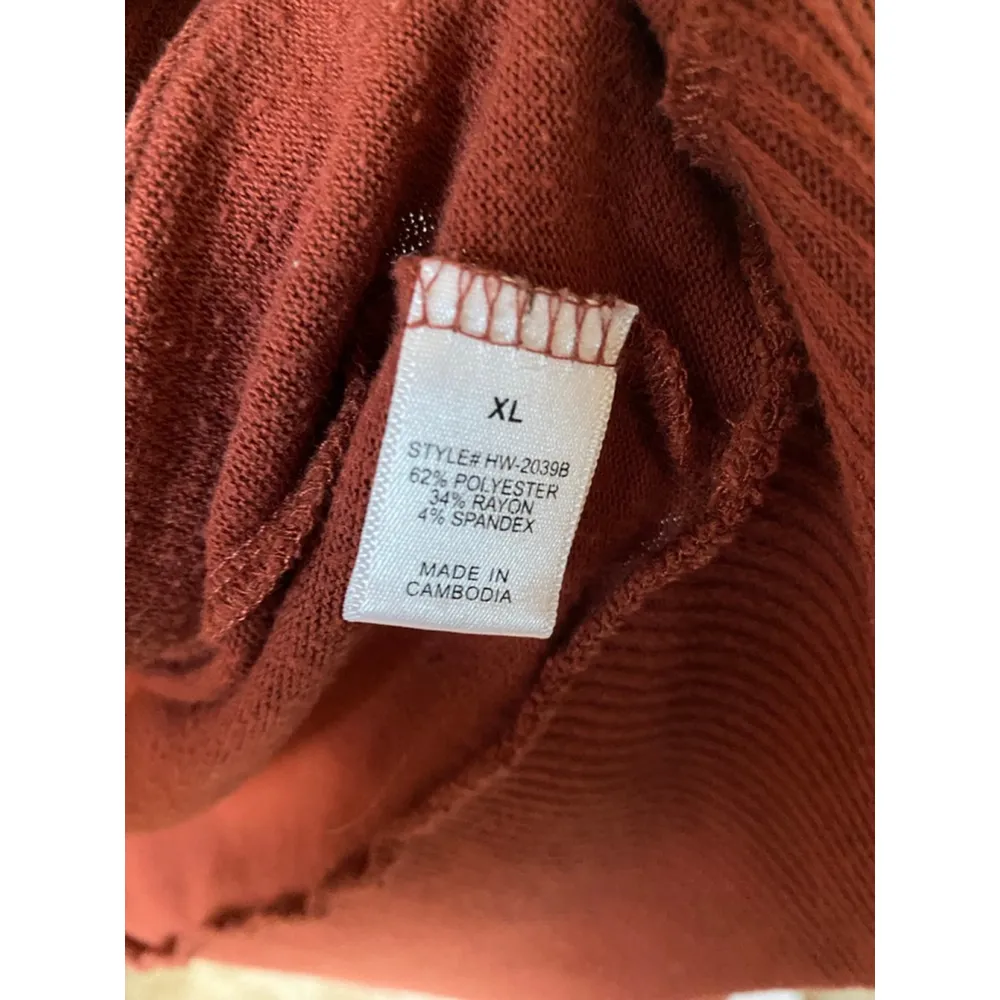 XL
STYLE# HW-2039B
62% POLYESTER
34% RAYON
4% SPANDEX
MADE IN
CAMBODIA